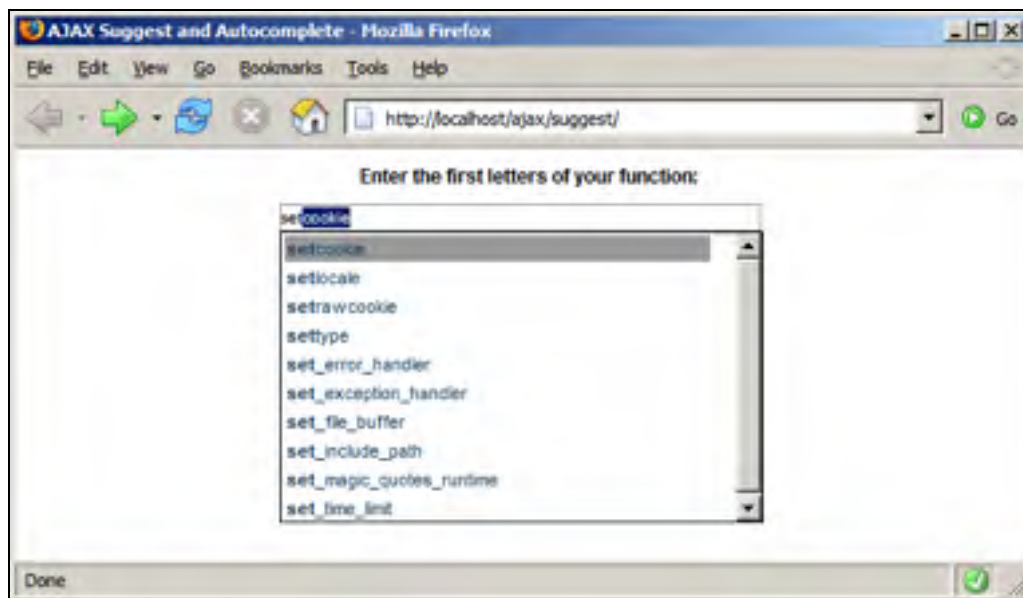 AJAX Suggest and Autocomplete - Mozilla Firefox
File Edit View Go Bookmarks Tools Help
http://localhost/ajax/suggest/ Go
Enter the first letters of your function:
setcookie
setcookie
setlocale
setrawcookie
settype
set_error_handler
set_exception_handler
set_file_buffer
set_include_path
set_magic_quotes_runtime
set_time_limit
Done